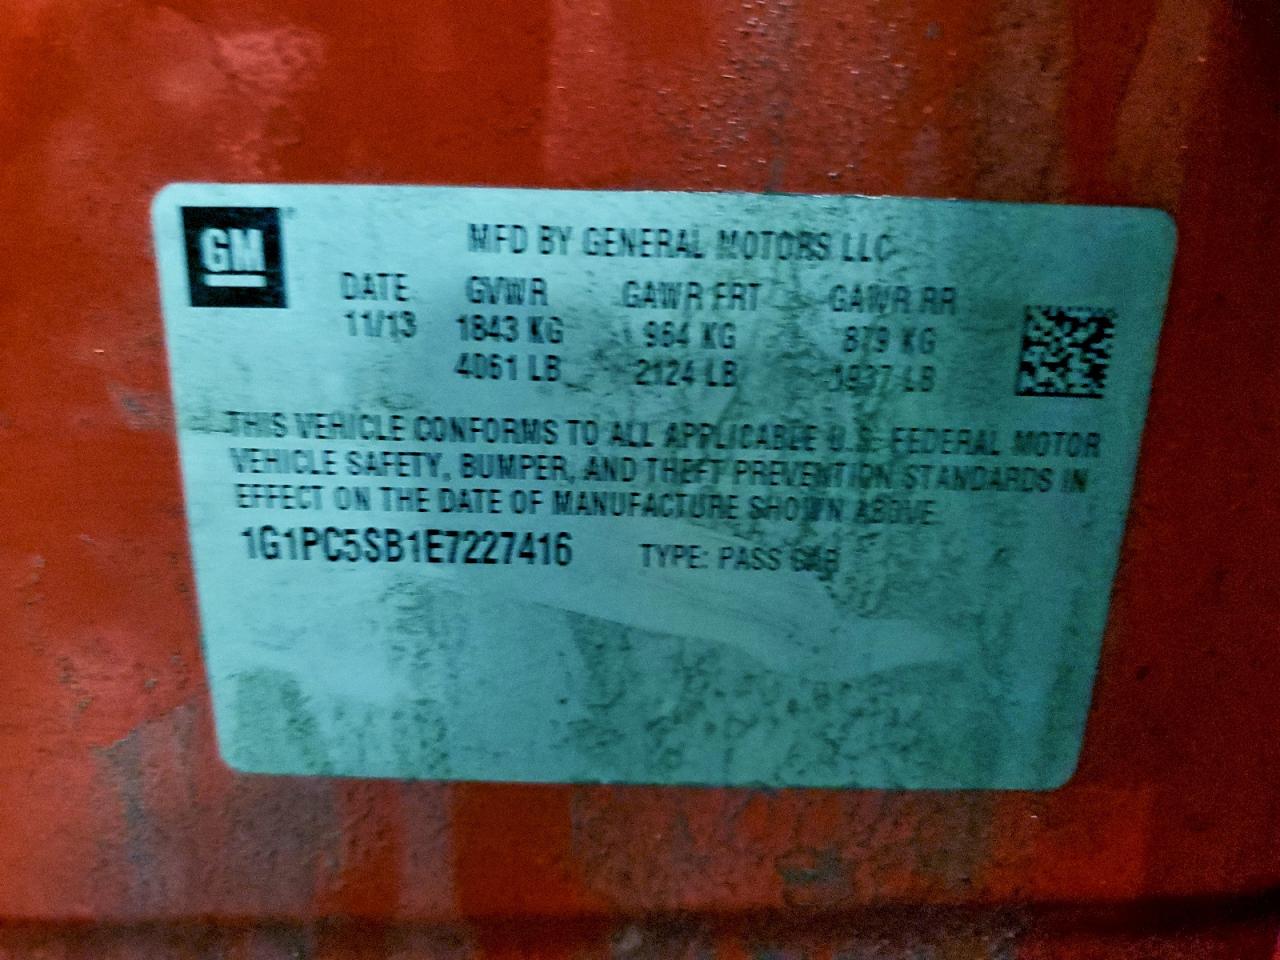 GM
MFD BY GENERAL MOTORS LLC
DATE GVWR GAWR FRT GAWR RR
11/13 1843 KG 964 KG 879 KG
4061 LB 2124 LB 1937 LB
THIS VEHICLE CONFORMS TO ALL APPLICABLE U.S. FEDERAL MOTOR
VEHICLE SAFETY, BUMPER, AND THEFT PREVENTION STANDARDS IN
EFFECT ON THE DATE OF MANUFACTURE SHOWN ABOVE.
1G1PC5SB1E7227416 TYPE: PASS CAR